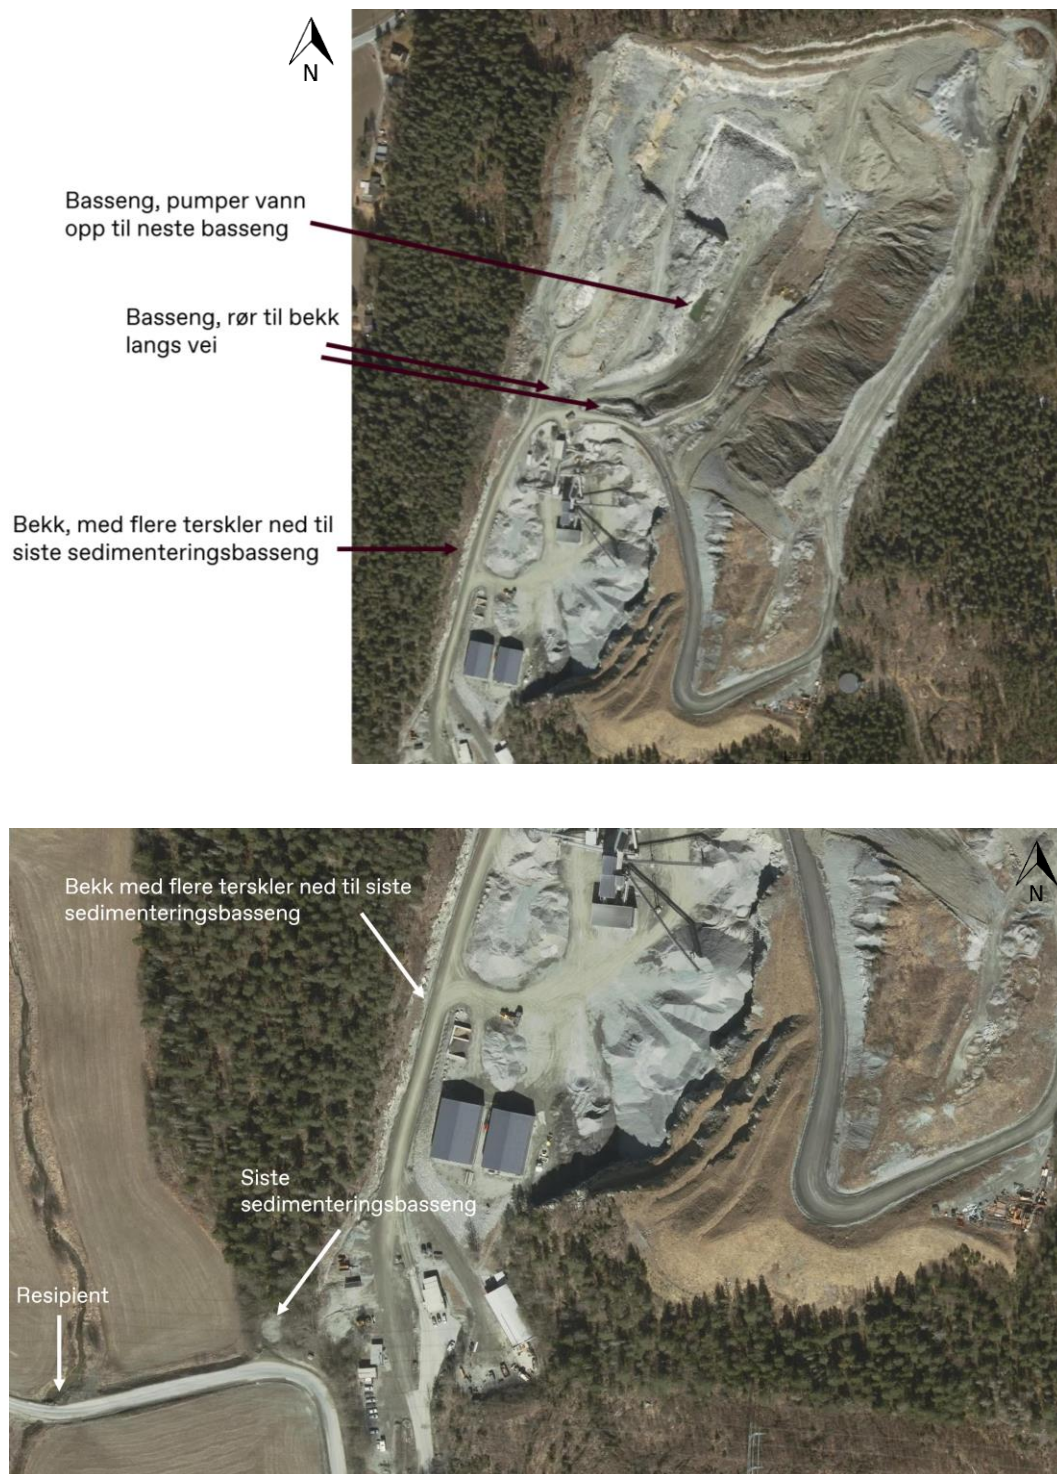 N
Basseng, pumper vann
opp til neste basseng
Basseng, rør til bekk
langs vei
Bekk, med flere terskler ned til
siste sedimenteringsbasseng
N
Bekk med flere terskler ned til siste
sedimenteringsbasseng
Siste
sedimenteringsbasseng
Resipient